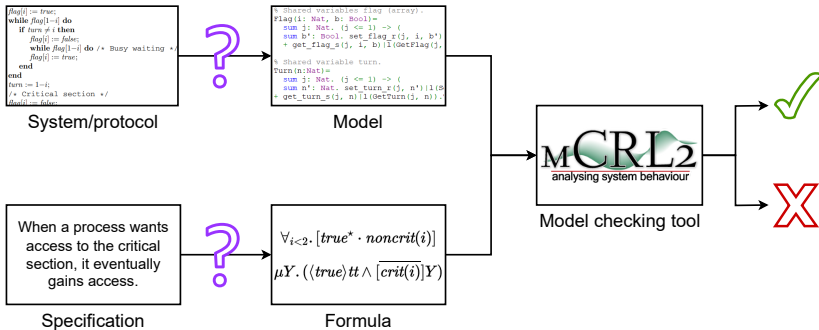 flag[i] := true;
while flag[1−i] do
if turn ≠ i then
flag[i] := false;
while flag[1−i] do /* Busy waiting */
flag[i] := true;
end
end
turn := 1−i;
/* Critical section */
flag[i] := false;
System/protocol
?
% Shared variables flag (array).
Flag(i: Nat, b: Bool)=
sum j: Nat. (j <= 1) -> (
sum b': Bool. set_flag_r(j, i, b')
+ get_flag_s(j, i, b)|l(GetFlag(j,
% Shared variable turn.
Turn(n:Nat)=
sum j: Nat. (j <= 1) -> (
sum n': Nat. set_turn_r(j, n')|l(S
+ get_turn_s(j, n)|l(GetTurn(j, n)).
Model
mCRL2
analysing system behaviour
Model checking tool
When a process wants
access to the critical
section, it eventually
gains access.
Specification
?
∀i<2. [true⋆ · noncrit(i)]
μY.(⟨true⟩tt ∧ [\overline{crit(i)}]Y)
Formula